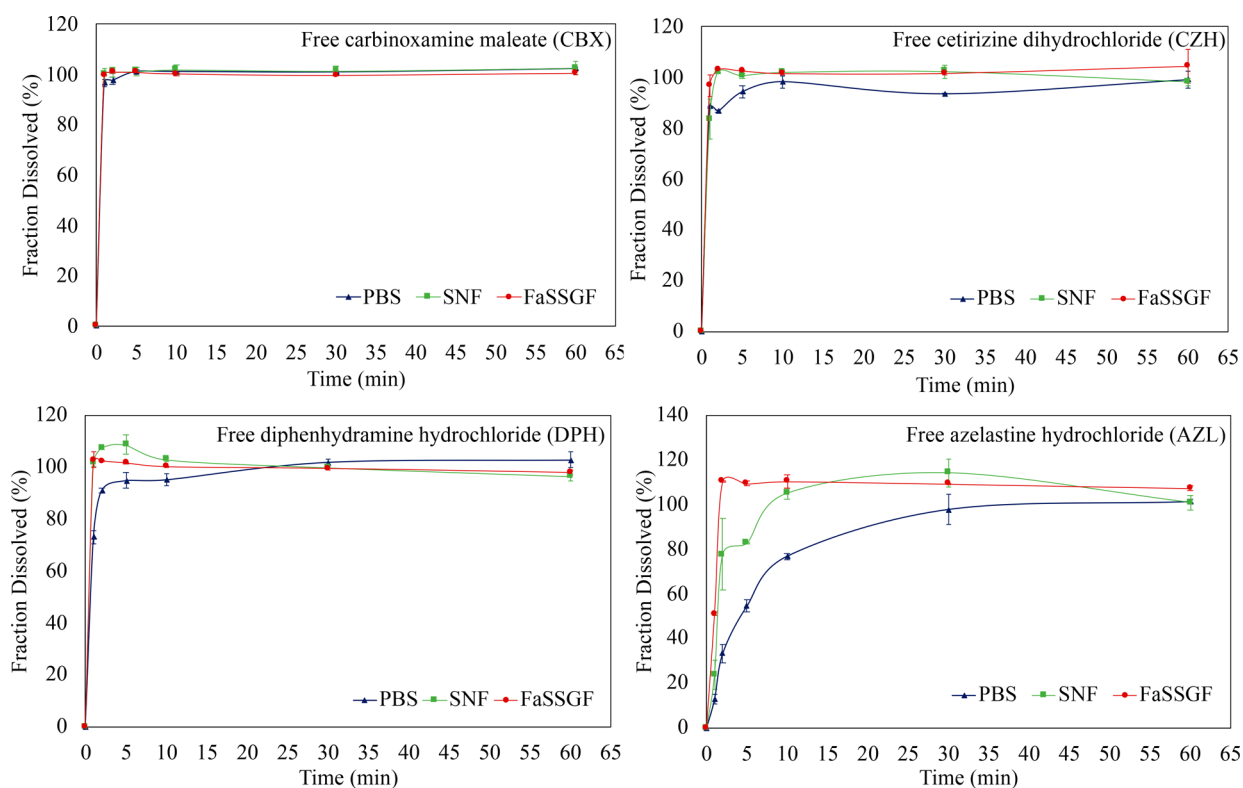 Free carbinoxamine maleate (CBX)
Fraction Dissolved (%)
120
100
80
60
40
20
0
PBS SNF FaSSGF
0 5 10 15 20 25 30 35 40 45 50 55 60 65
Time (min)
Free cetirizine dihydrochloride (CZH)
Fraction Dissolved (%)
120
100
80
60
40
20
0
PBS SNF FaSSGF
0 5 10 15 20 25 30 35 40 45 50 55 60 65
Time (min)
Free diphenhydramine hydrochloride (DPH)
Fraction Dissolved (%)
120
100
80
60
40
20
0
PBS SNF FaSSGF
0 5 10 15 20 25 30 35 40 45 50 55 60 65
Time (min)
Free azelastine hydrochloride (AZL)
Fraction Dissolved (%)
140
120
100
80
60
40
20
0
PBS SNF FaSSGF
0 5 10 15 20 25 30 35 40 45 50 55 60 65
Time (min)